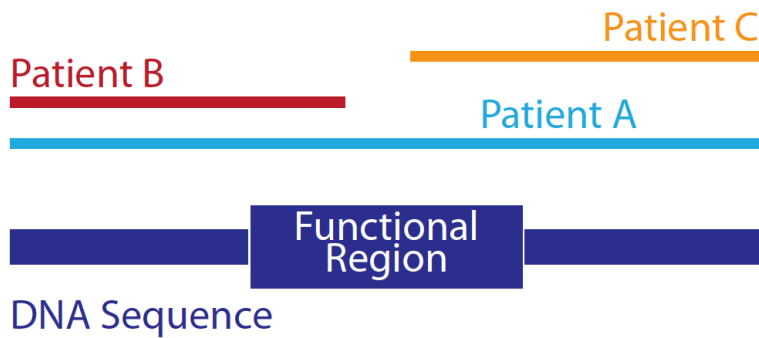 Patient C
Patient B
Patient A
Functional
Region
DNA Sequence